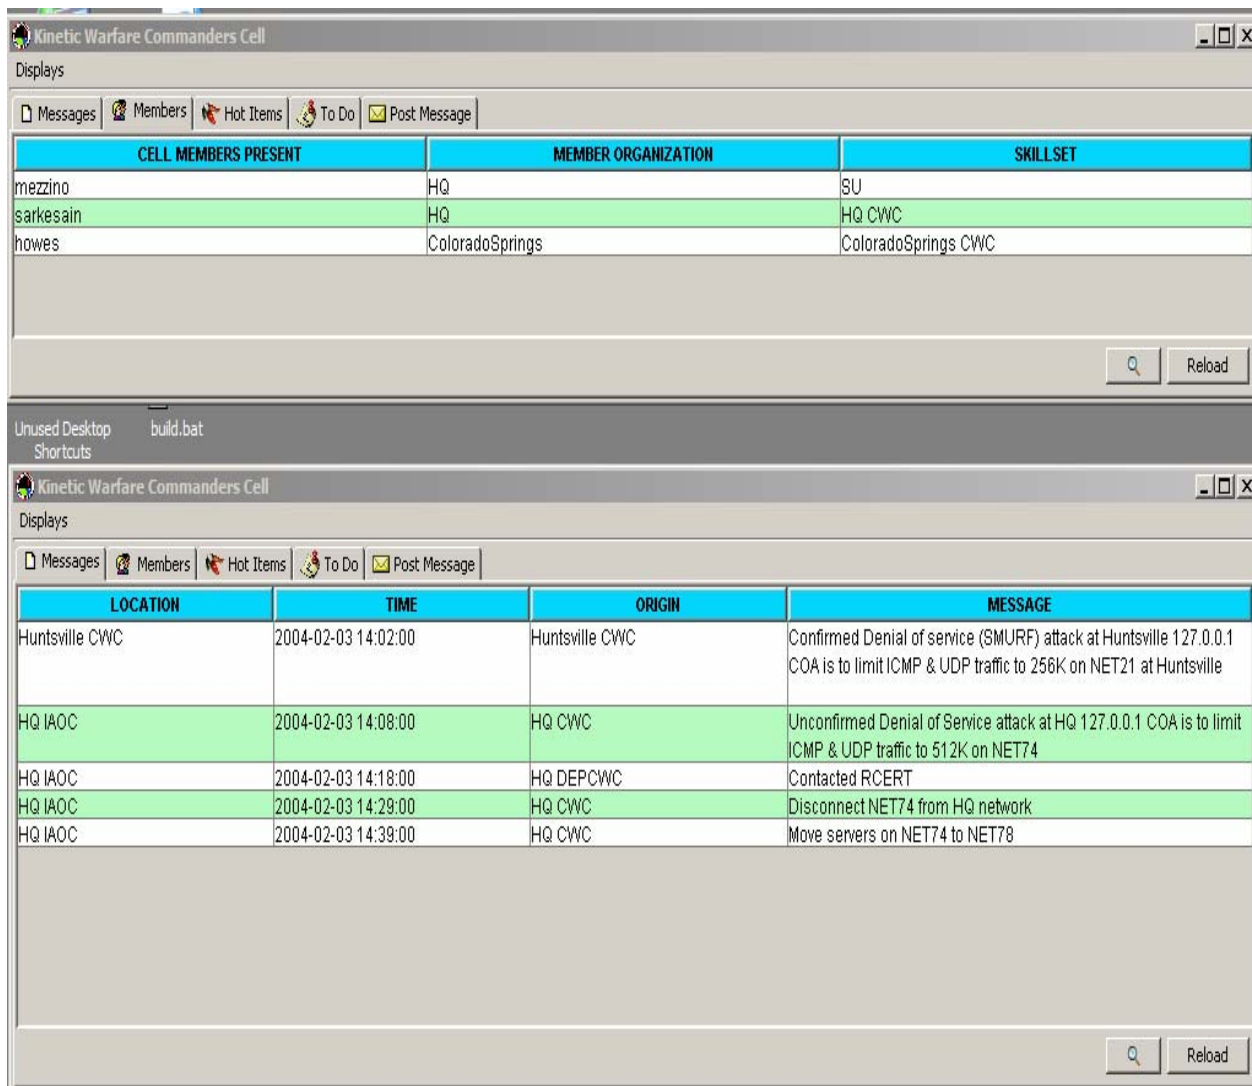 Kinetic Warfare Commanders Cell
Displays
Messages Members Hot Items To Do Post Message
CELL MEMBERS PRESENT MEMBER ORGANIZATION SKILLSET
mezzino HQ SU
sarkesain HQ HQ CWC
howes ColoradoSprings ColoradoSprings CWC
Reload
Unused Desktop build.bat
Shortcuts
Kinetic Warfare Commanders Cell
Displays
Messages Members Hot Items To Do Post Message
LOCATION TIME ORIGIN MESSAGE
Huntsville CWC 2004-02-03 14:02:00 Huntsville CWC Confirmed Denial of service (SMURF) attack at Huntsville 127.0.0.1
COA is to limit ICMP & UDP traffic to 256K on NET21 at Huntsville
HQ IAOC 2004-02-03 14:08:00 HQ CWC Unconfirmed Denial of Service attack at HQ 127.0.0.1 COA is to limit
ICMP & UDP traffic to 512K on NET74
HQ IAOC 2004-02-03 14:18:00 HQ DEPCWC Contacted RCERT
HQ IAOC 2004-02-03 14:29:00 HQ CWC Disconnect NET74 from HQ network
HQ IAOC 2004-02-03 14:39:00 HQ CWC Move servers on NET74 to NET78
Reload